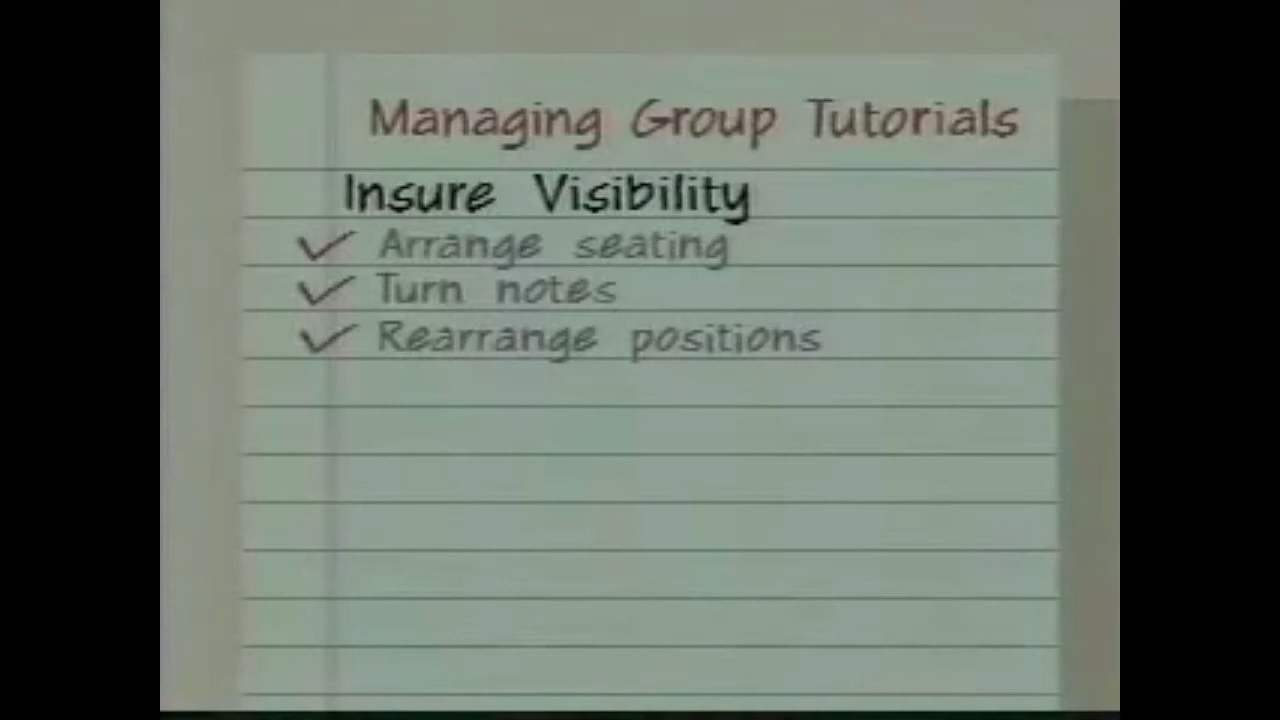 Managing Group Tutorials
Insure Visibility
✓ Arrange seating
✓ Turn notes
✓ Rearrange positions